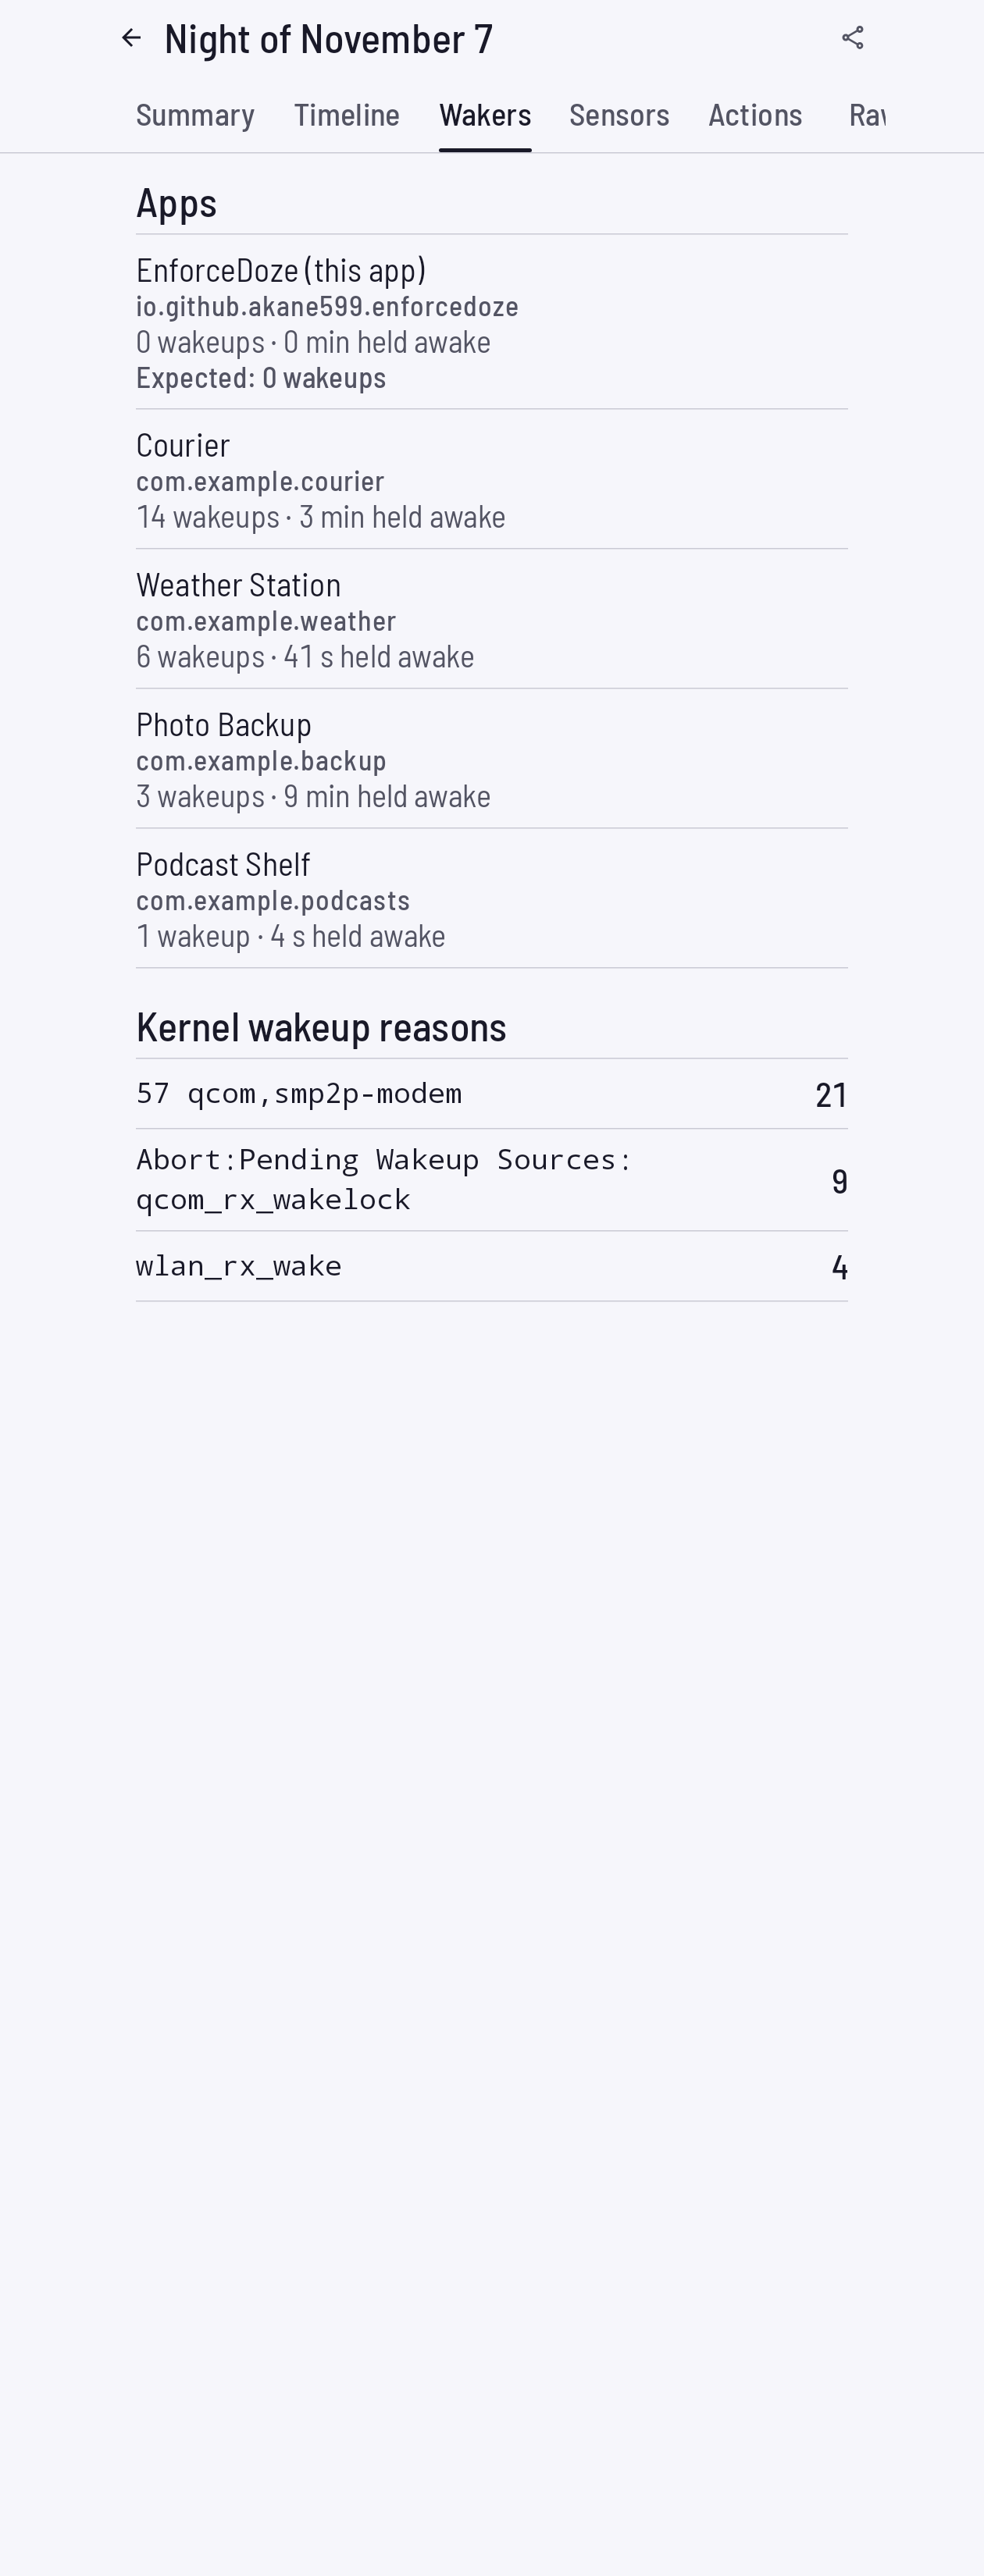 Night of November 7
Summary Timeline Wakers Sensors Actions
Apps
EnforceDoze (this app)
io.github.akane599.enforcedoze
0 wakeups · 0 min held awake
Expected: 0 wakeups
Courier
com.example.courier
14 wakeups · 3 min held awake
Weather Station
com.example.weather
6 wakeups · 41 s held awake
Photo Backup
com.example.backup
3 wakeups · 9 min held awake
Podcast Shelf
com.example.podcasts
1 wakeup · 4 s held awake
Kernel wakeup reasons
57 qcom,smp2p-modem 21
Abort:Pending Wakeup Sources:
qcom_rx_wakelock 9
wlan_rx_wake 4